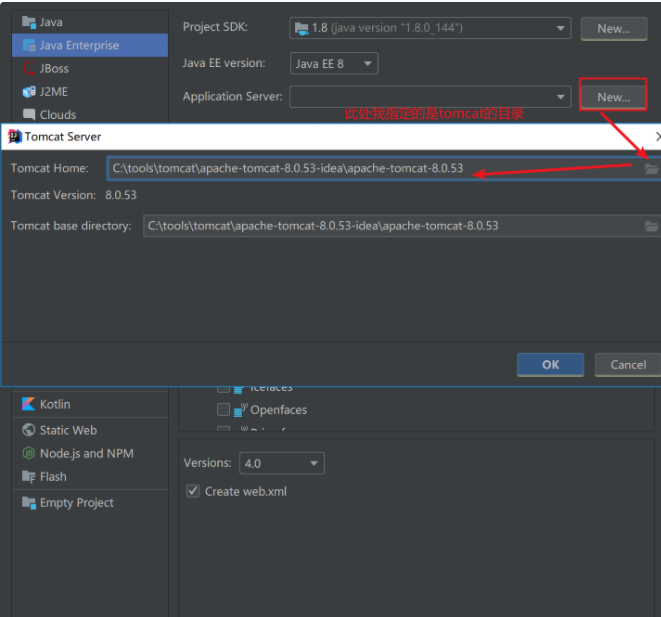 Java
Project SDK: 1.8 (java version "1.8.0_144") New...
Java Enterprise
JBoss
Java EE version: Java EE 8
J2ME
Application Server: New...
Clouds
此处我指定的是tomcat的目录
Tomcat Server
Tomcat Home: C:\tools\tomcat\apache-tomcat-8.0.53-idea\apache-tomcat-8.0.53
Tomcat Version: 8.0.53
Tomcat base directory: C:\tools\tomcat\apache-tomcat-8.0.53-idea\apache-tomcat-8.0.53
OK Cancel
Icefaces
Kotlin
Openfaces
Static Web
Node.js and NPM
Flash
Empty Project
Versions: 4.0
Create web.xml